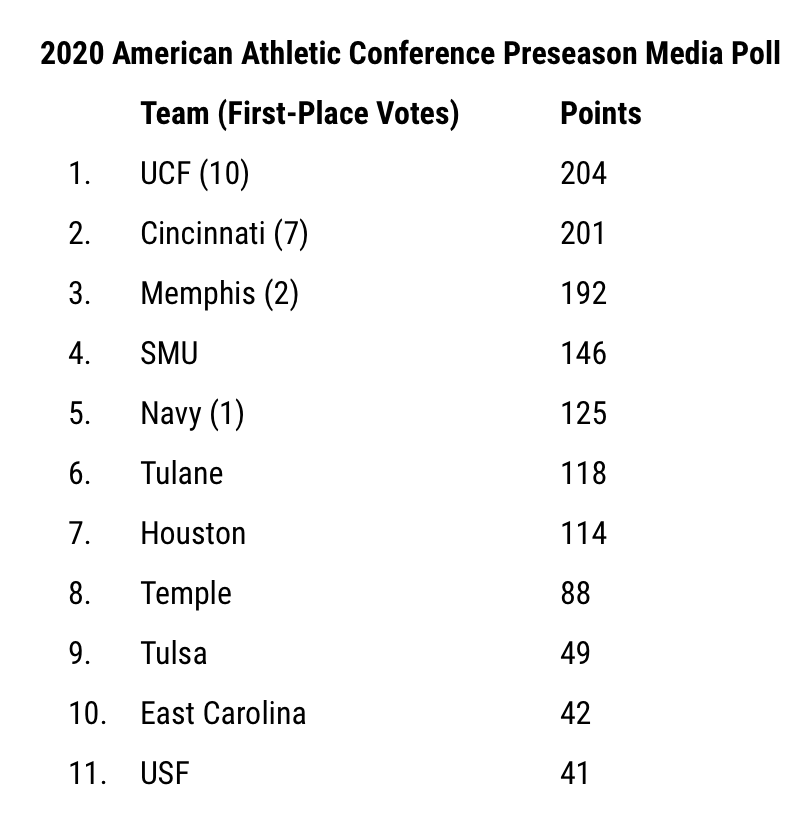 2020 American Athletic Conference Preseason Media Poll
Team (First-Place Votes) Points
1. UCF (10) 204
2. Cincinnati (7) 201
3. Memphis (2) 192
4. SMU 146
5. Navy (1) 125
6. Tulane 118
7. Houston 114
8. Temple 88
9. Tulsa 49
10. East Carolina 42
11. USF 41